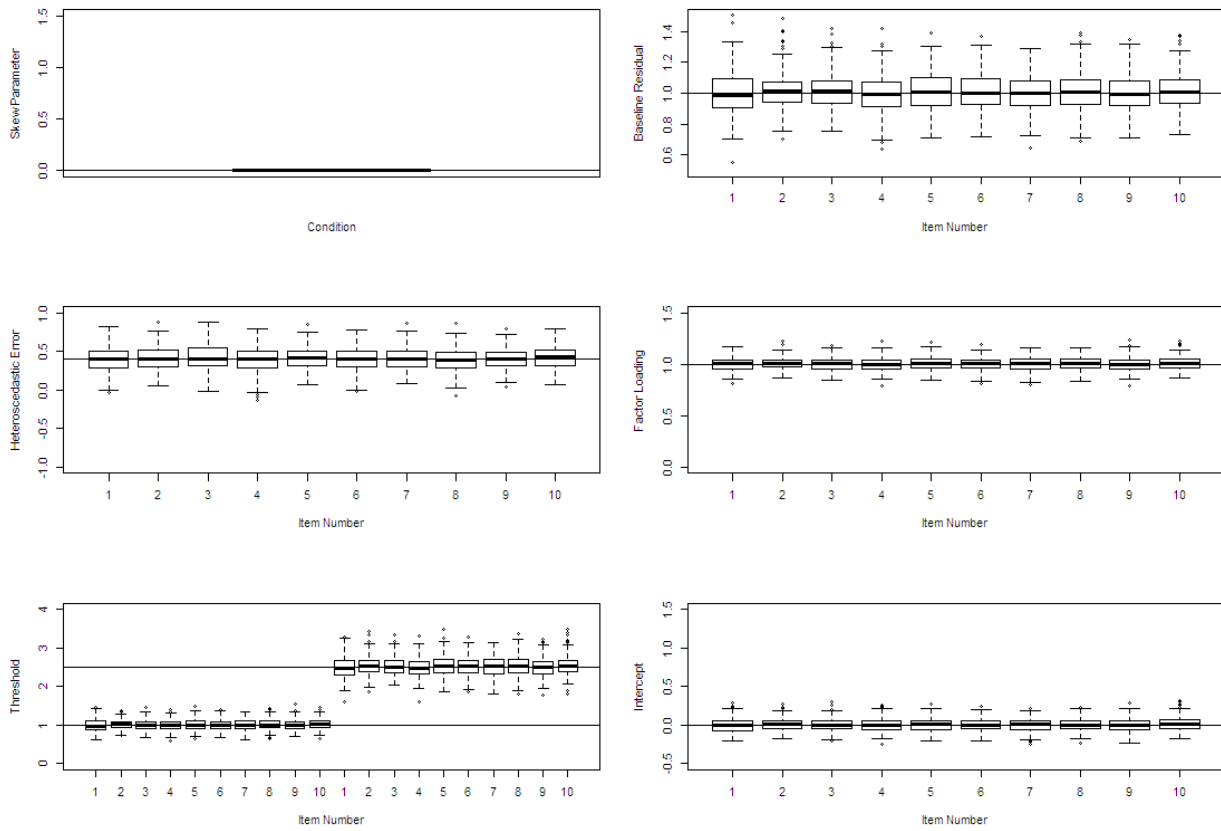 Skew Parameter
1.5
1.0
0.5
0.0
Condition
Baseline Residual
1.4
1.2
1.0
0.8
0.6
1 2 3 4 5 6 7 8 9 10
Item Number
Heteroscedastic Error
1.0
0.5
0.0
-0.5
-1.0
1 2 3 4 5 6 7 8 9 10
Item Number
Factor Loading
1.5
1.0
0.5
0.0
1 2 3 4 5 6 7 8 9 10
Item Number
Threshold
4
3
2
1
0
1 2 3 4 5 6 7 8 9 10 1 2 3 4 5 6 7 8 9 10
Item Number
Intercept
1.5
1.0
0.5
0.0
-0.5
1 2 3 4 5 6 7 8 9 10
Item Number